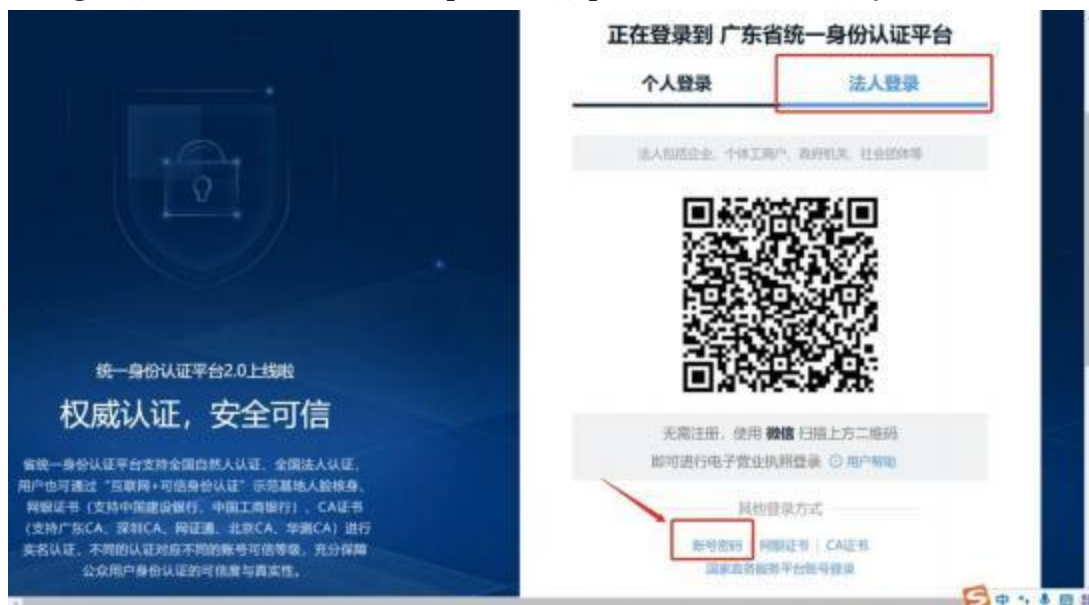 正在登录到 广东省统一身份认证平台
个人登录
法人登录
法人包括企业、个体工商户、政府机关、社会团体等
统一身份认证平台2.0上线啦
权威认证，安全可信
省统一身份认证平台支持全国自然人认证、全国法人认证，
用户也可通过“互联网+可信身份认证”示范基地人脸核身、
网银证书（支持中国建设银行、中国工商银行）、CA证书
（支持广东CA、深圳CA、网证通、北京CA、华测CA）进行
实名认证，不同的认证对应不同的账号可信等级，充分保障
公众用户身份认证的可信度与真实性。
无需注册，使用 微信 扫描上方二维码
即可进行电子营业执照登录 用户帮助
其他登录方式
账号密码 | 网银证书 | CA证书
国家政务服务平台账号登录
中